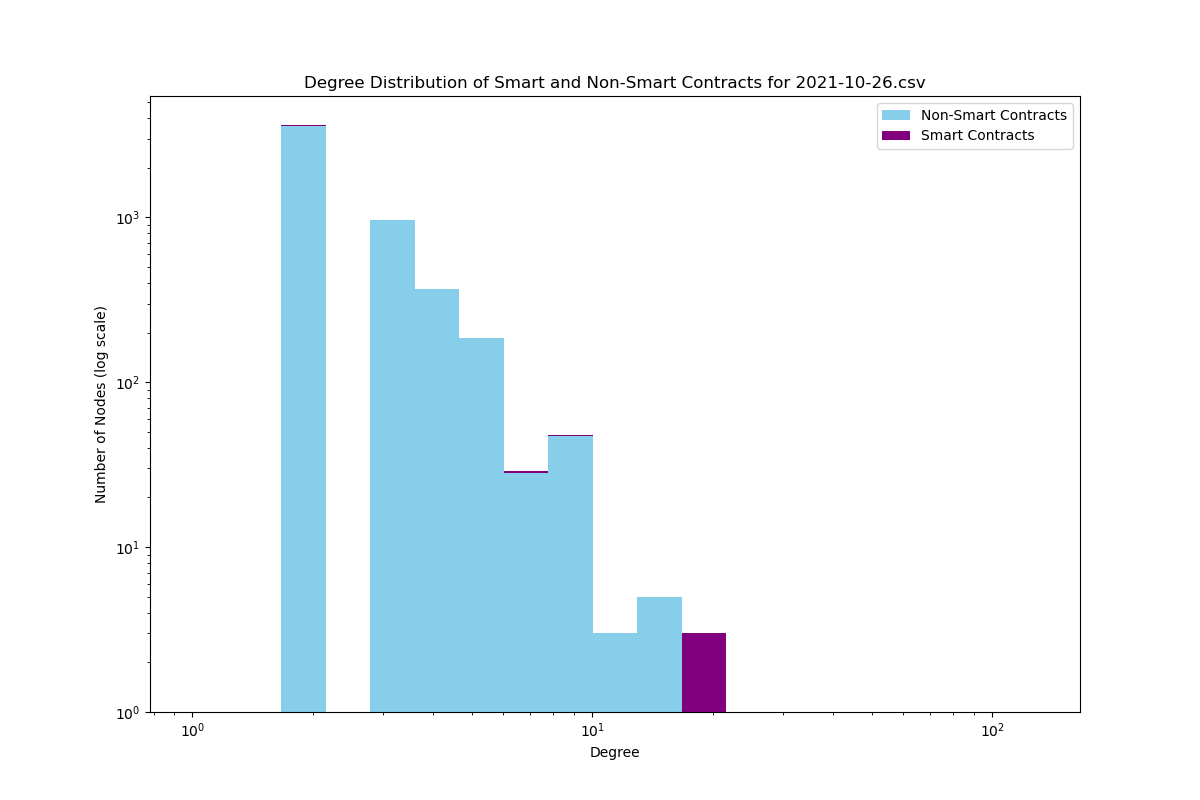 Degree Distribution of Smart and Non-Smart Contracts for 2021-10-26.csv
Non-Smart Contracts
Smart Contracts
Number of Nodes (log scale)
10³
10²
10¹
10⁰
10⁰ 10¹ 10²
Degree